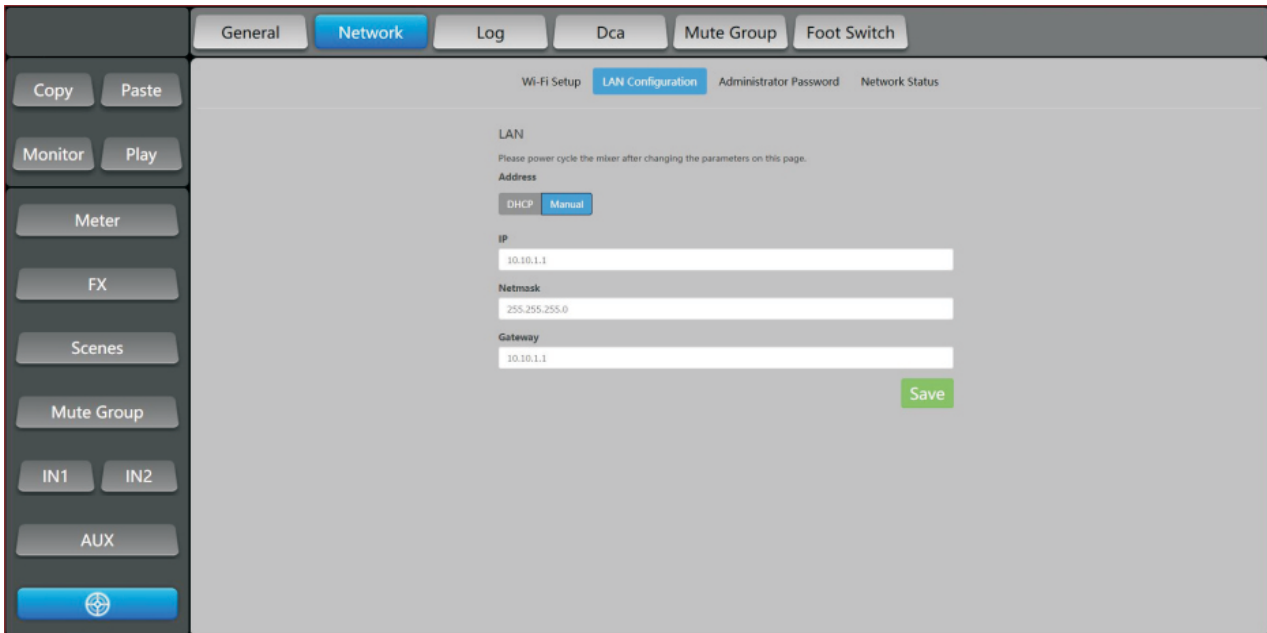 General Network Log Dca Mute Group Foot Switch
Copy Paste
Monitor Play
Meter
FX
Scenes
Mute Group
IN1 IN2
AUX
Wi-Fi Setup LAN Configuration Administrator Password Network Status
LAN
Please power cycle the mixer after changing the parameters on this page.
Address
DHCP Manual
IP
10.10.1.1
Netmask
255.255.255.0
Gateway
10.10.1.1
Save